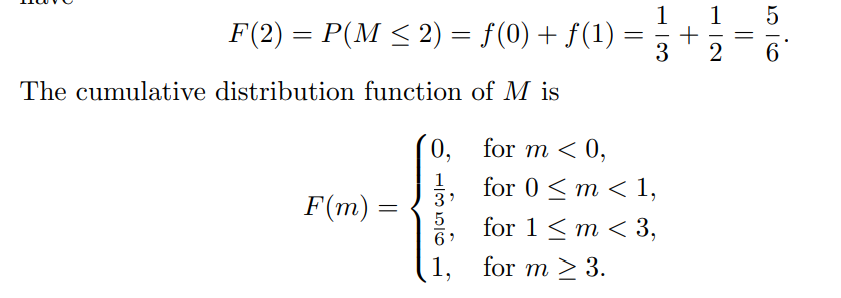 F(2) = P(M ≤ 2) = f(0) + f(1) = 1/3 + 1/2 = 5/6.
The cumulative distribution function of M is
F(m) = { 0, for m < 0,
1/3, for 0 ≤ m < 1,
5/6, for 1 ≤ m < 3,
1, for m ≥ 3.